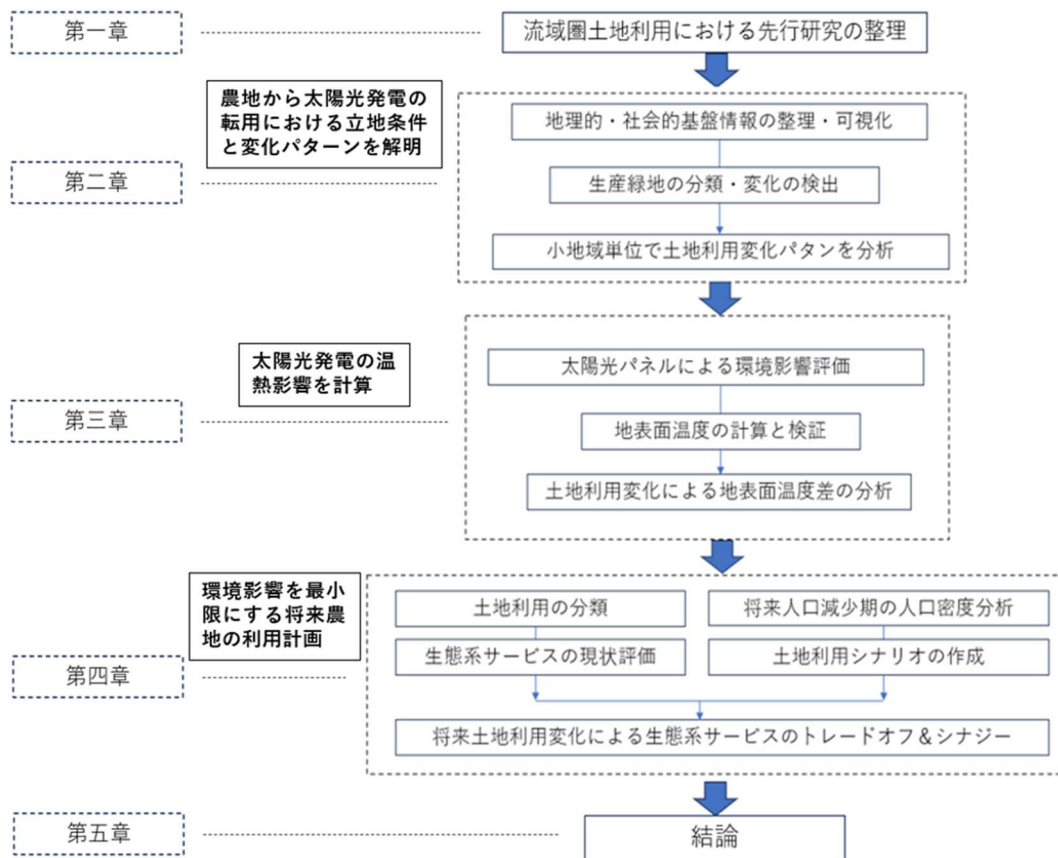 第一章
流域圏土地利用における先行研究の整理
農地から太陽光発電の
転用における立地条件
と変化パターンを解明
第二章
地理的・社会的基盤情報の整理・可視化
生産緑地の分類・変化の検出
小地域単位で土地利用変化パタンを分析
太陽光発電の温
熱影響を計算
第三章
太陽光パネルによる環境影響評価
地表面温度の計算と検証
土地利用変化による地表面温度差の分析
環境影響を最小
限にする将来農
地の利用計画
第四章
土地利用の分類
将来人口減少期の人口密度分析
生態系サービスの現状評価
土地利用シナリオの作成
将来土地利用変化による生態系サービスのトレードオフ＆シナジー
第五章
結論